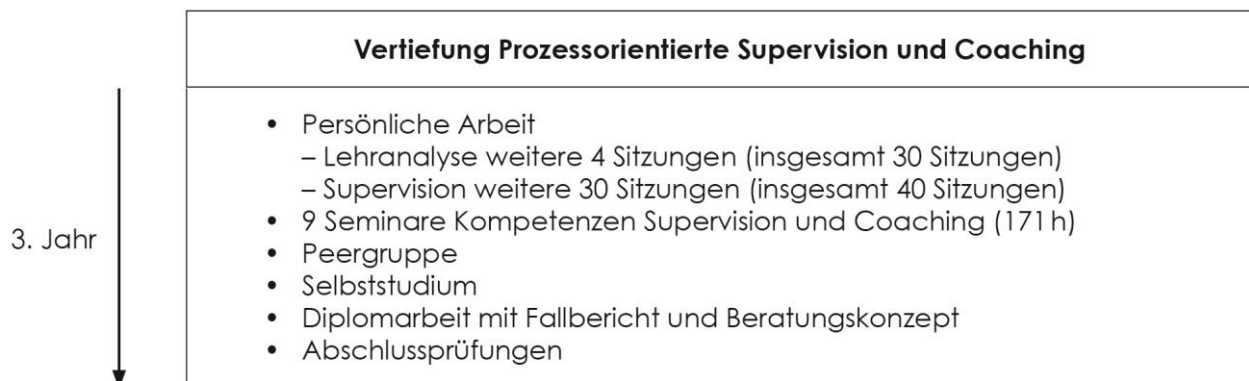 Vertiefung Prozessorientierte Supervision und Coaching
3. Jahr
• Persönliche Arbeit
– Lehranalyse weitere 4 Sitzungen (insgesamt 30 Sitzungen)
– Supervision weitere 30 Sitzungen (insgesamt 40 Sitzungen)
• 9 Seminare Kompetenzen Supervision und Coaching (171 h)
• Peergruppe
• Selbststudium
• Diplomarbeit mit Fallbericht und Beratungskonzept
• Abschlussprüfungen